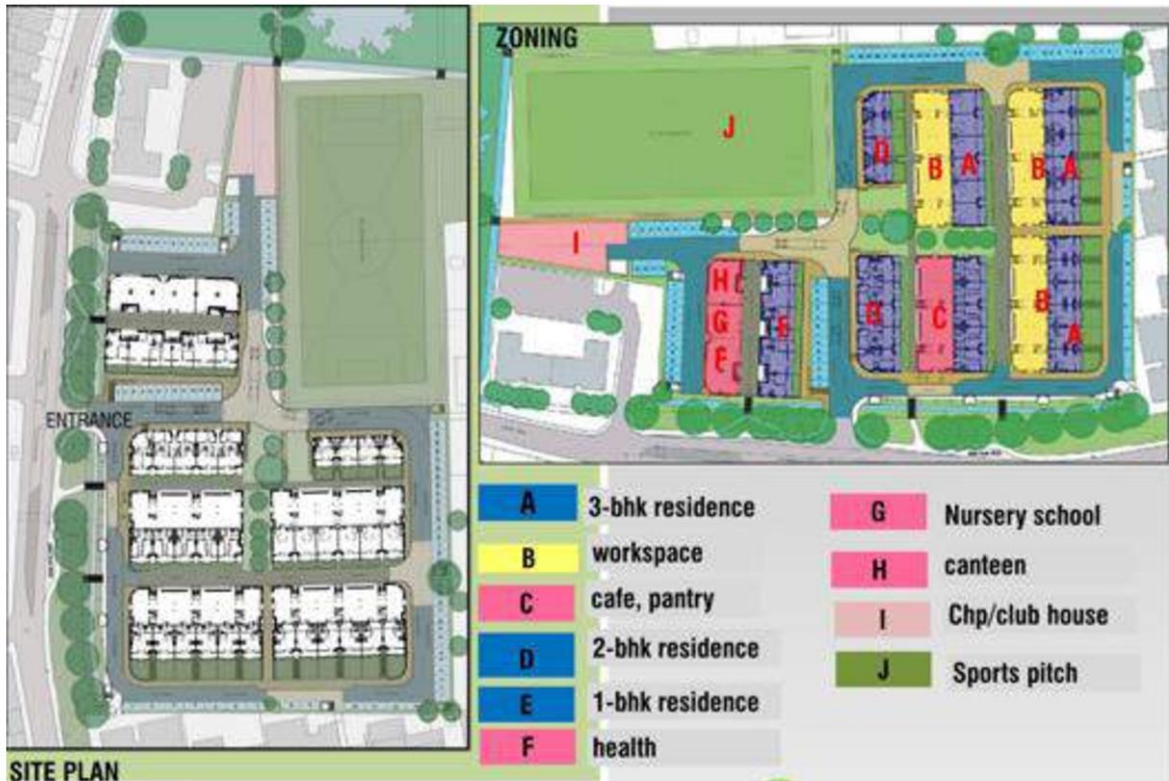 ZONING
J
D
B
A
B
A
I
H
G
F
E
D
C
B
A
ENTRANCE
SITE PLAN
A 3-bhk residence
B workspace
C cafe, pantry
D 2-bhk residence
E 1-bhk residence
F health
G Nursery school
H canteen
I Chp/club house
J Sports pitch